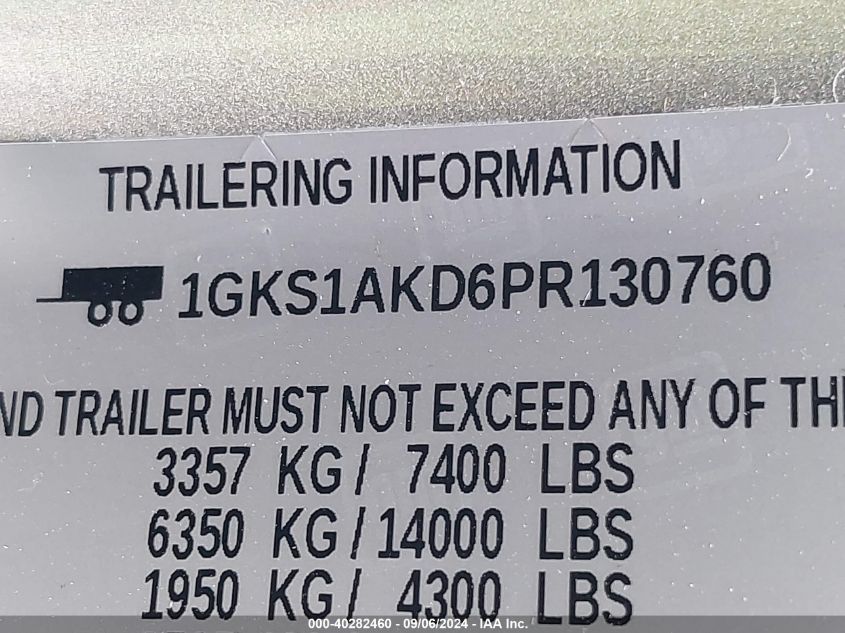 TRAILERING INFORMATION
1GKS1AKD6PR130760
ND TRAILER MUST NOT EXCEED ANY OF THE
3357 KG / 7400 LBS
6350 KG / 14000 LBS
1950 KG / 4300 LBS
000-40282460 - 09/06/2024 - IAA Inc.